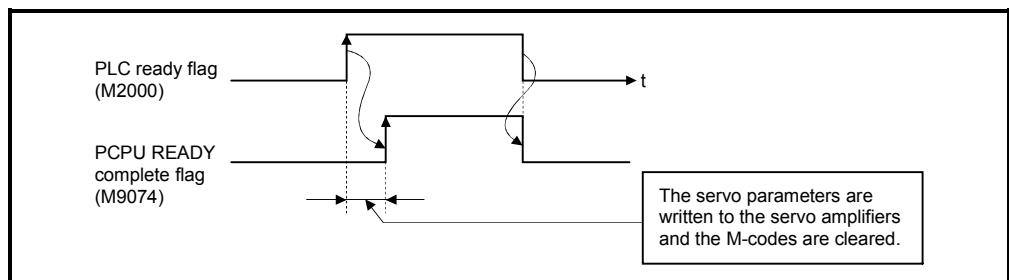 PLC ready flag
(M2000)
t
PCPU READY
complete flag
(M9074)
The servo parameters are
written to the servo amplifiers
and the M-codes are cleared.